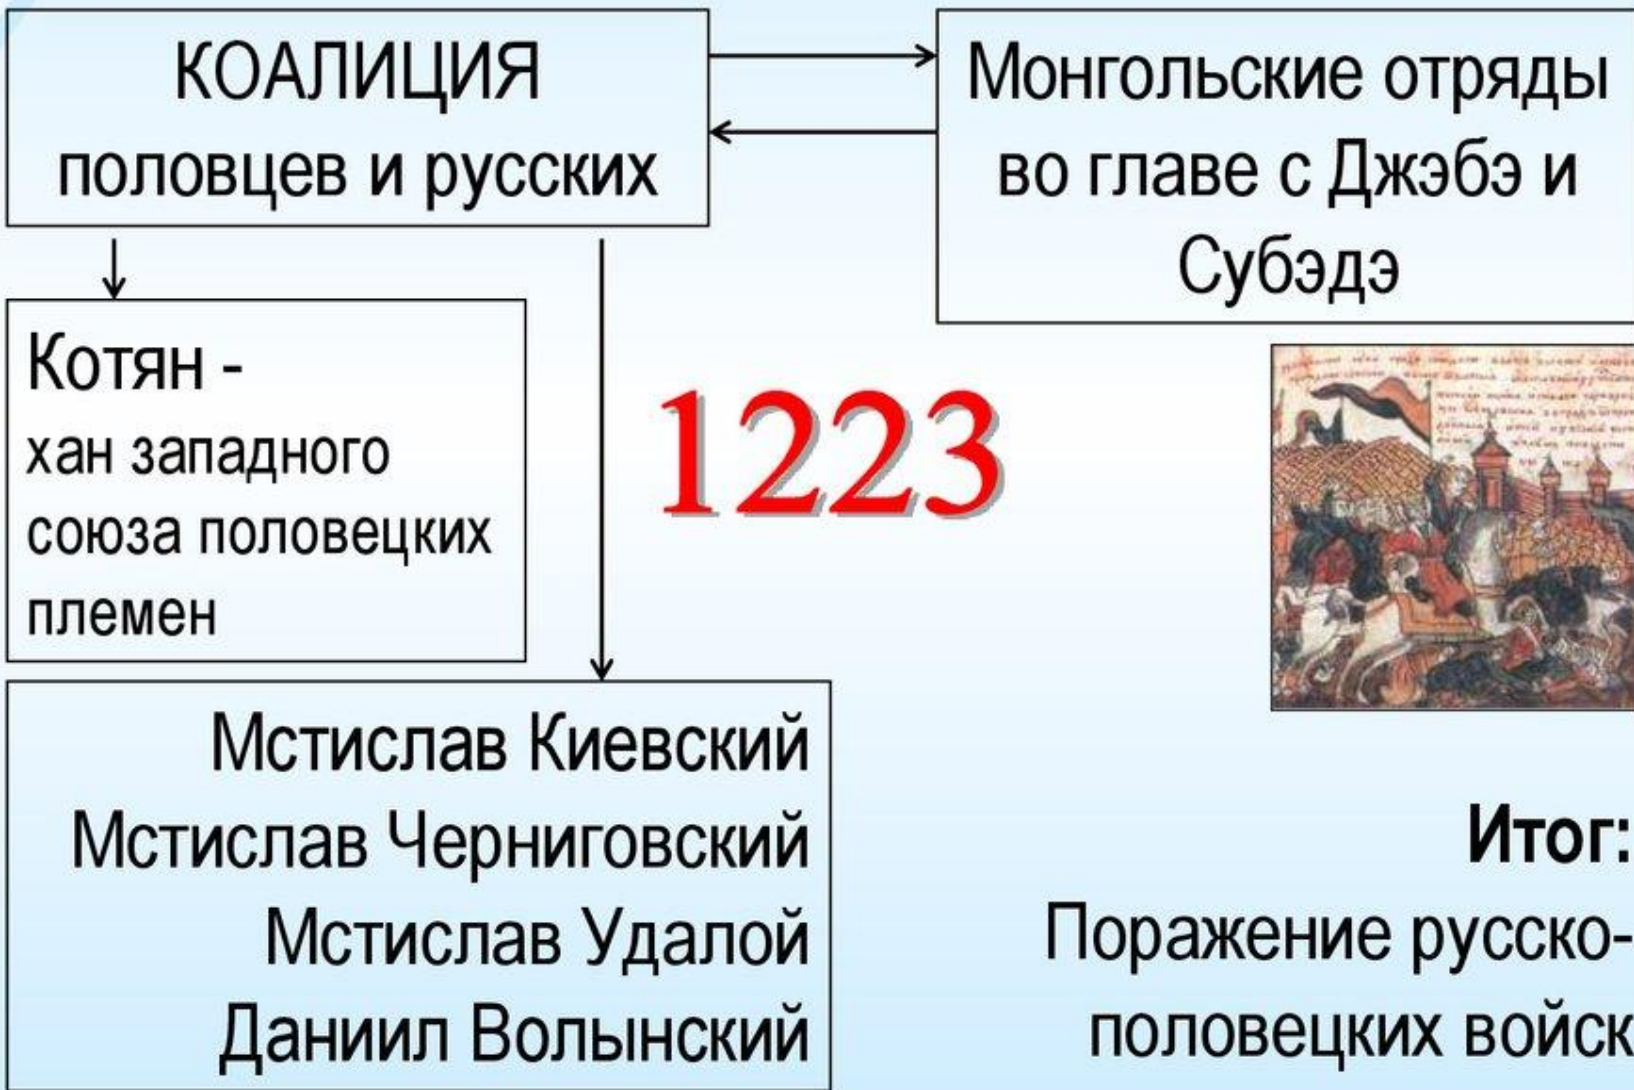 КОАЛИЦИЯ
половцев и русских
Монгольские отряды
во главе с Джэбэ и
Субэдэ
Котян -
хан западного
союза половецких
племен
1223
Мстислав Киевский
Мстислав Черниговский
Мстислав Удалой
Даниил Волынский
Итог:
Поражение русско-
половецких войск